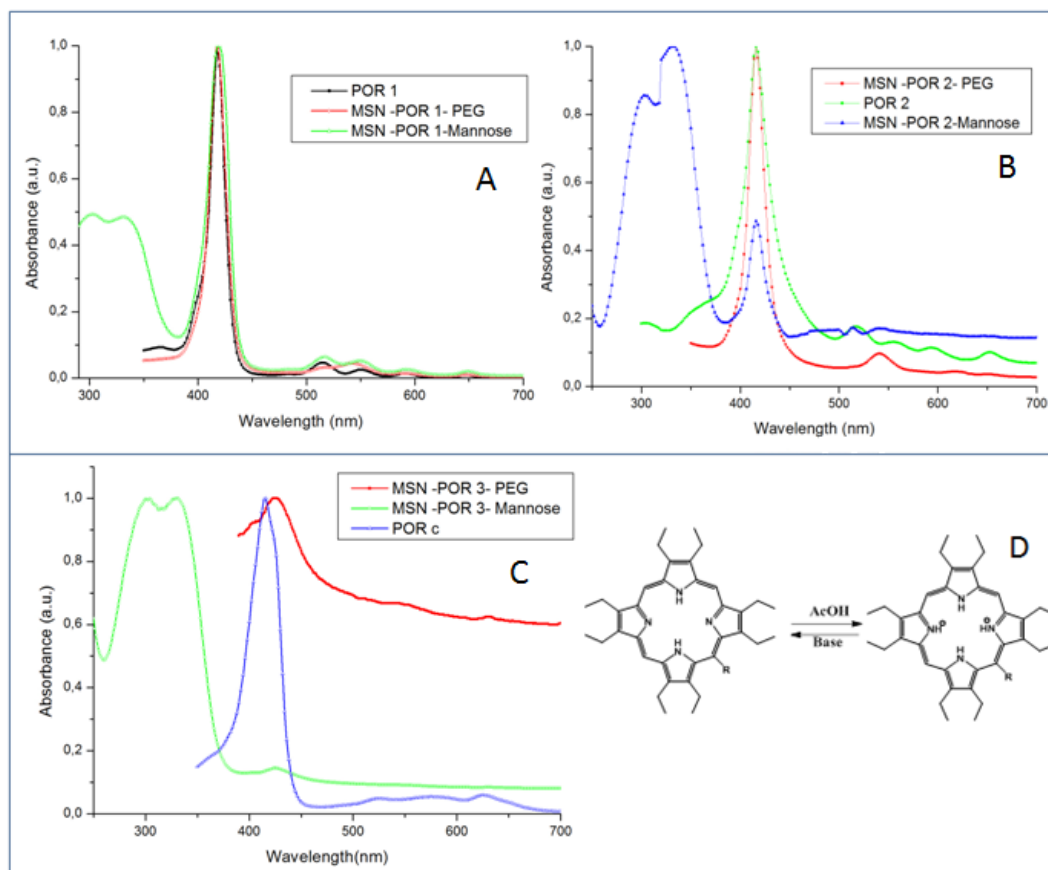 A
POR 1
MSN -POR 1- PEG
MSN -POR 1-Mannose
Absorbance (a.u.)
1,0
0,8
0,6
0,4
0,2
0,0
300 400 500 600 700
Wavelength (nm)
B
MSN -POR 2- PEG
POR 2
MSN -POR 2-Mannose
Absorbance (a.u.)
1,0
0,8
0,6
0,4
0,2
0,0
300 400 500 600 700
Wavelength (nm)
C
MSN -POR 3- PEG
MSN -POR 3- Mannose
POR c
Absorbance (a.u.)
1,0
0,8
0,6
0,4
0,2
0,0
300 400 500 600 700
Wavelength(nm)
D
H
N
N
N
N
H
R
AcOH
Base
H
N
NH
HN
N
H
R